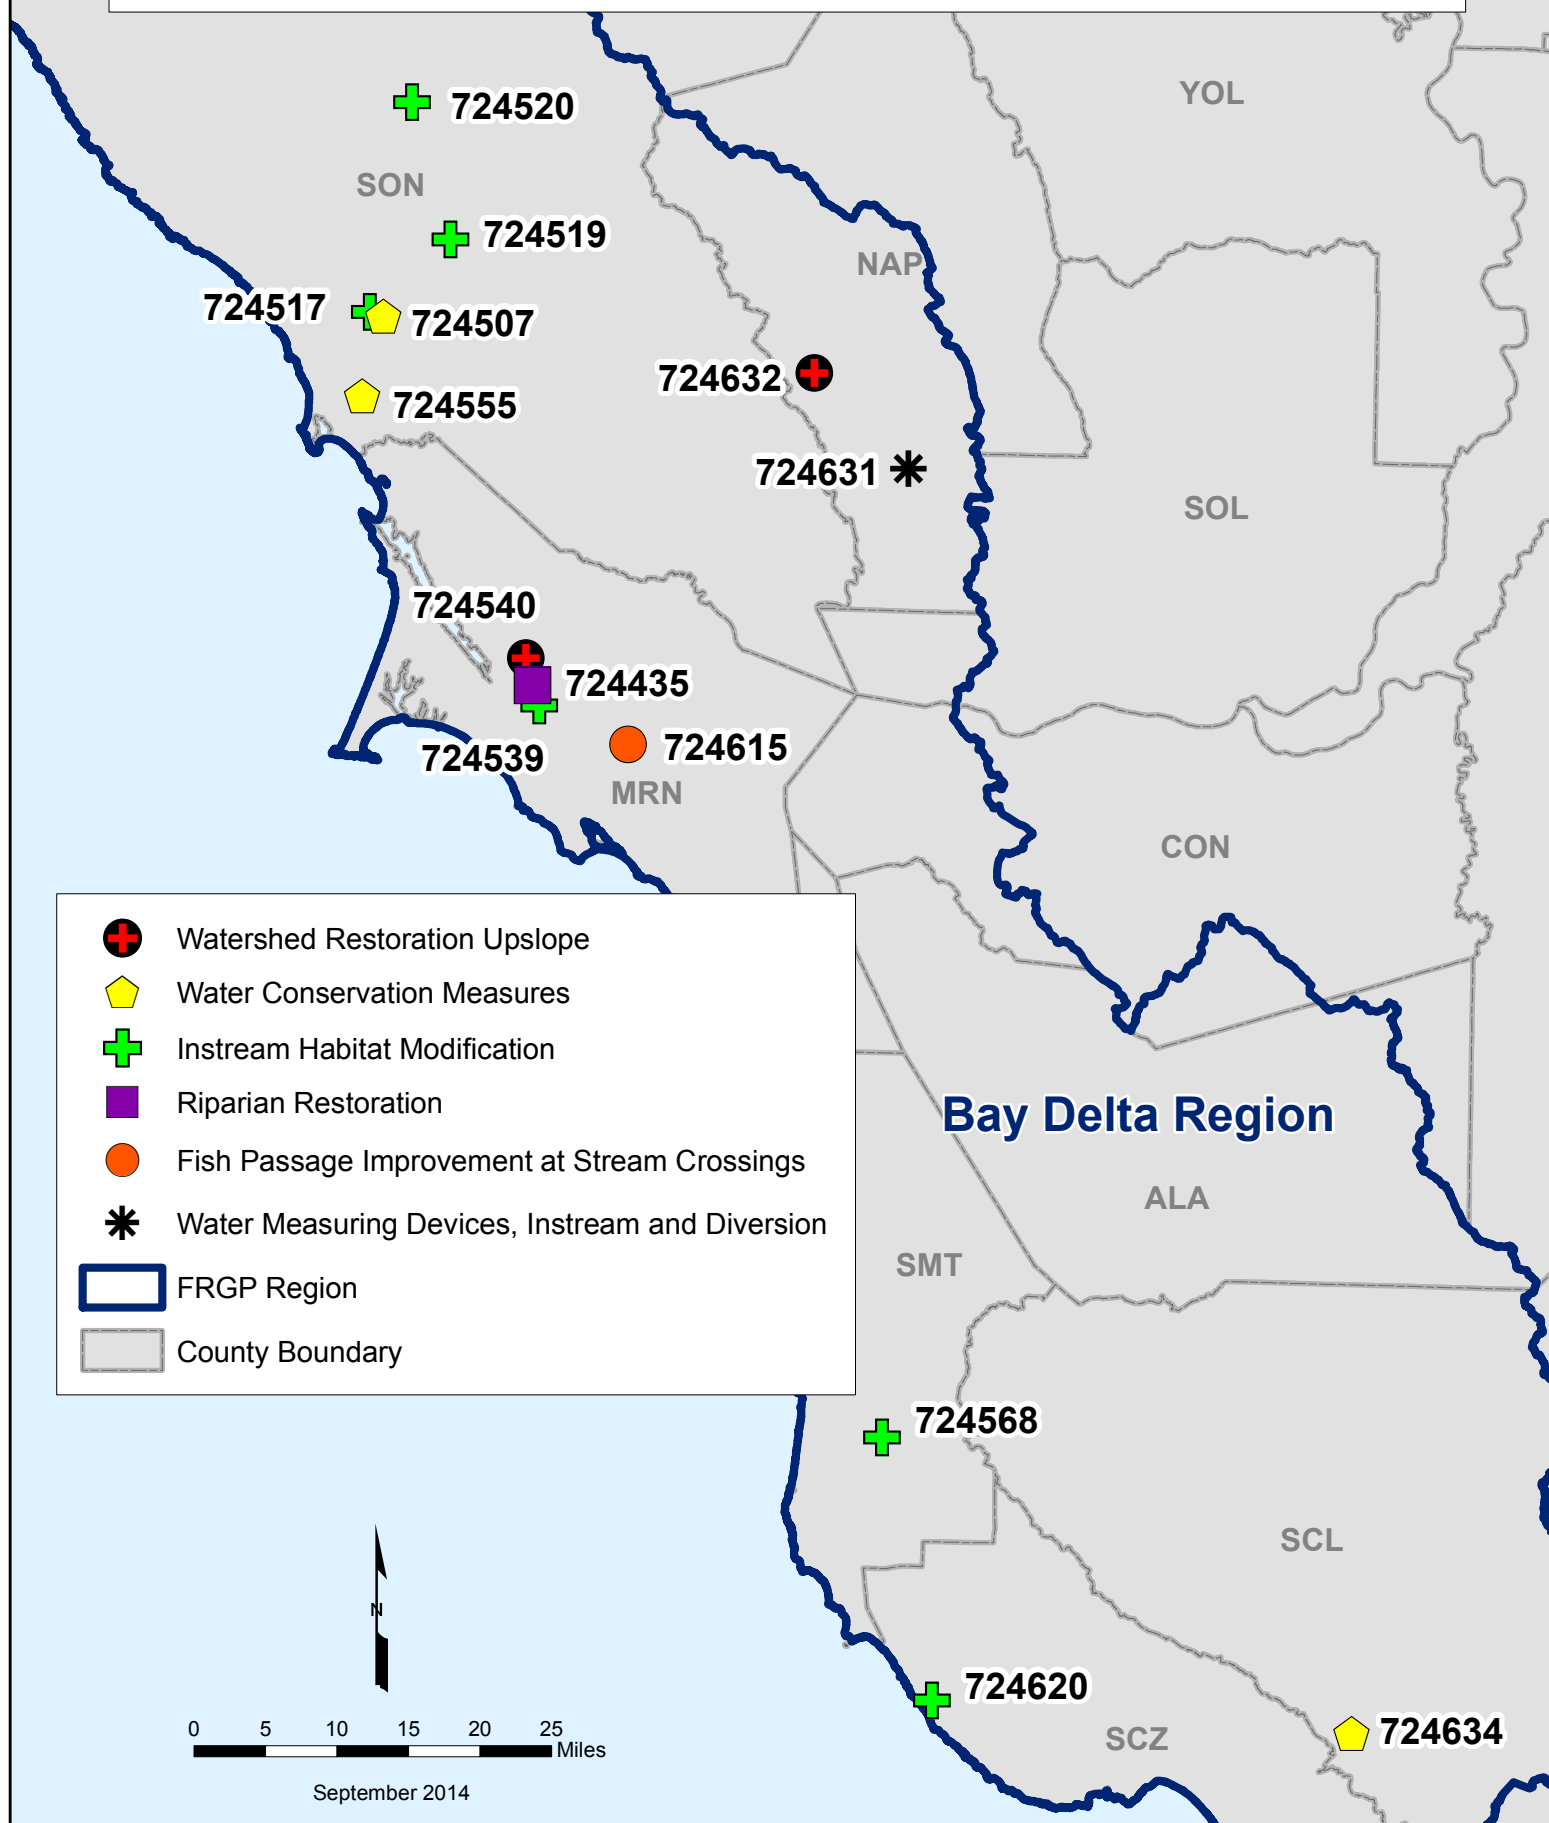 724520
YOL
SON
724519
NAP
724517
724507
724632
724555
724631
SOL
724540
724435
724539
724615
MRN
CON
Watershed Restoration Upslope
Water Conservation Measures
Instream Habitat Modification
Riparian Restoration
Fish Passage Improvement at Stream Crossings
Water Measuring Devices, Instream and Diversion
FRGP Region
County Boundary
Bay Delta Region
ALA
SMT
724568
SCL
N
724620
SCZ
724634
0 5 10 15 20 25
Miles
September 2014